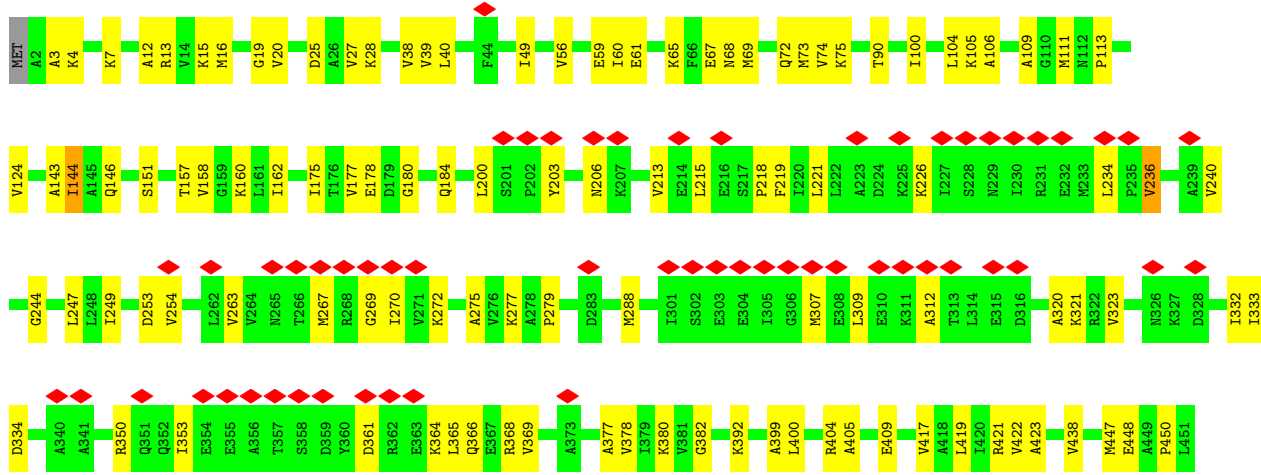 MET A2 A3 K4 K7 A12 R13 V14 K15 M16 G19 V20 D25 A26 V27 K28 V38 V39 L40 F44 I49 V56 E59 I60 E61 K65 F66 E67 N68 M69 Q72 M73 V74 K75 T90 I100 L104 K105 A106 A109 G110 M111 N112 P113
V124 A143 I144 A145 Q146 S151 T157 V158 G159 K160 L161 I162 I175 T176 V177 E178 D179 G180 Q184 L200 S201 P202 Y203 N206 K207 V213 E214 L215 E216 S217 P218 F219 I220 L221 L222 A223 D224 K225 K226 I227 S228 N229 I230 R231 E232 M233 L234 P235 V236 A239 V240
G244 L247 L248 I249 D253 V254 L262 V263 V264 N265 T266 M267 R268 G269 I270 V271 K272 A275 V276 K277 A278 P279 D283 M288 I301 S302 E303 E304 I305 G306 M307 E308 L309 E310 K311 A312 T313 L314 E315 D316 A320 K321 R322 V323 N326 K327 D328 I332 I333
D334 A340 A341 R350 Q351 Q352 I353 E354 E355 A356 T357 S358 D359 Y360 D361 R362 E363 K364 L365 Q366 E367 R368 V369 A373 A377 V378 I379 K380 V381 G382 K392 A399 L400 R404 A405 E409 V417 A418 L419 I420 R421 V422 A423 V438 M447 E448 A449 P450 L451